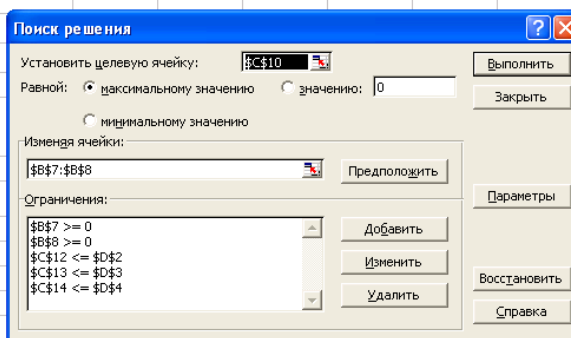 Поиск решения
Установить целевую ячейку: $C$10
Выполнить
Равной: максимальному значению значению: 0
Закрыть
минимальному значению
Изменяя ячейки:
$B$7:$B$8
Предположить
Параметры
Ограничения:
$B$7 >= 0
Добавить
$B$8 >= 0
$C$12 <= $D$2
Изменить
$C$13 <= $D$3
Восстановить
$C$14 <= $D$4
Удалить
Справка